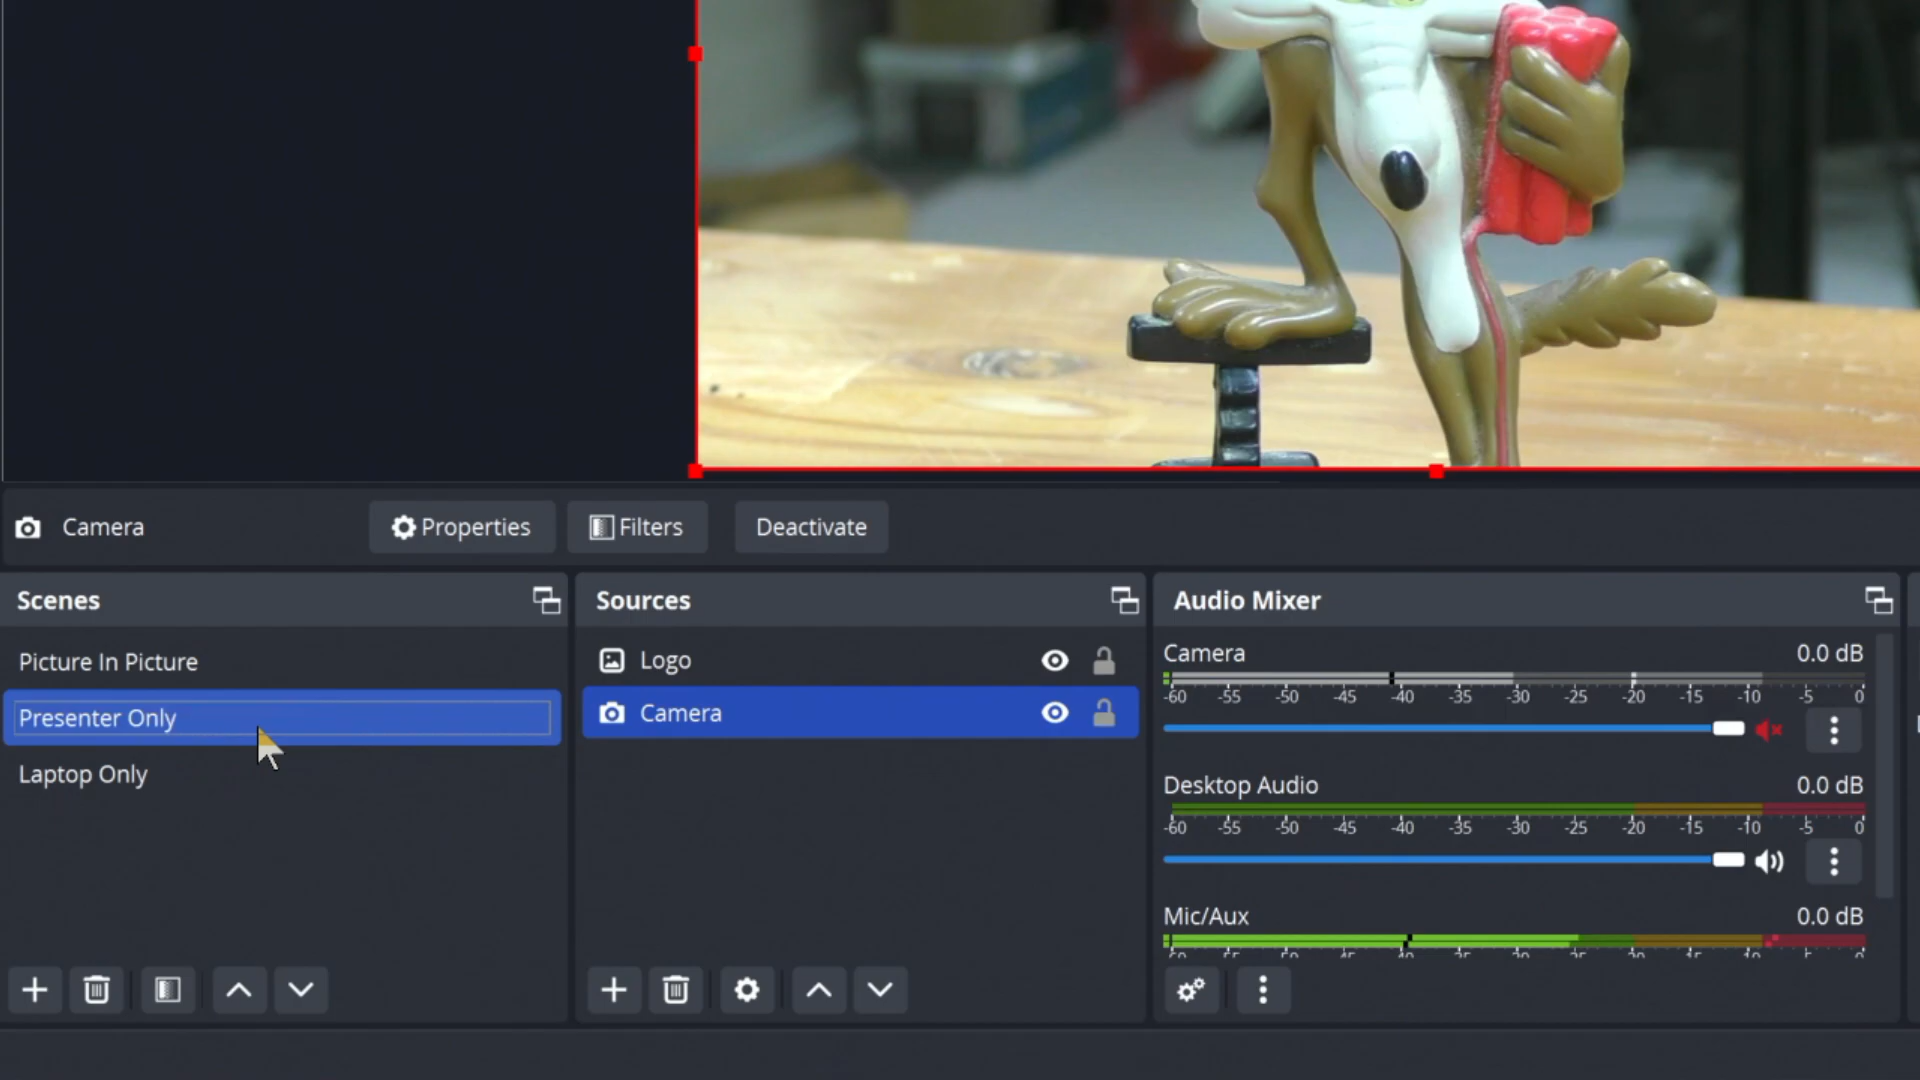 Camera
Properties
Filters
Deactivate
Scenes
Picture In Picture
Presenter Only
Laptop Only
Sources
Logo
Camera
Audio Mixer
Camera 0.0 dB
-60 -55 -50 -45 -40 -35 -30 -25 -20 -15 -10 -5 0
Desktop Audio 0.0 dB
-60 -55 -50 -45 -40 -35 -30 -25 -20 -15 -10 -5 0
Mic/Aux 0.0 dB